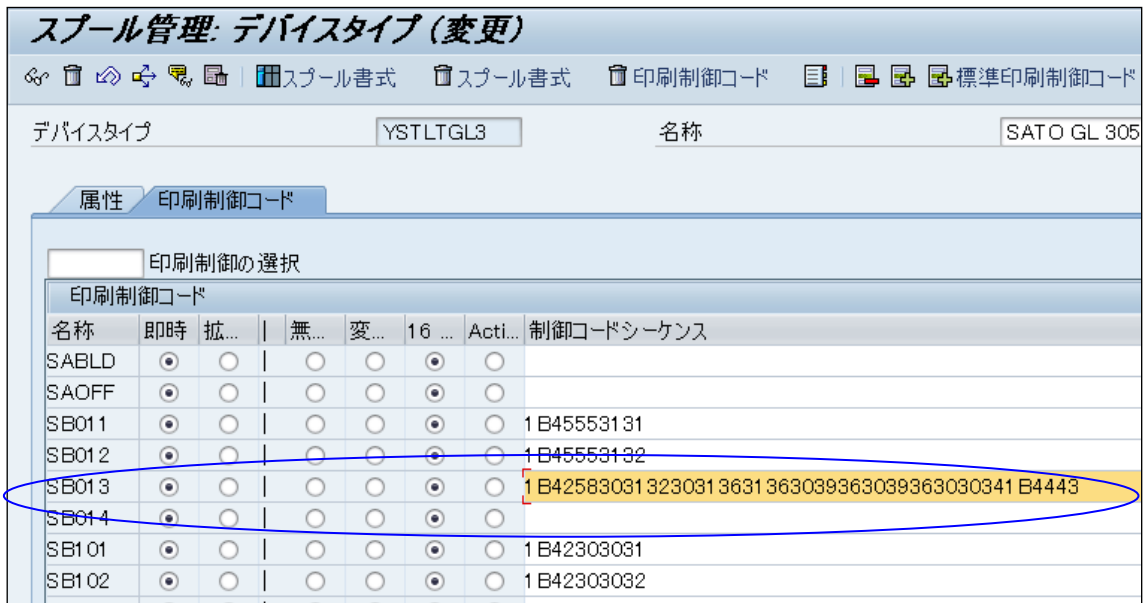 スプール管理: デバイスタイプ (変更)
スプール書式 スプール書式 印刷制御コード 標準印刷制御コード
デバイスタイプ YSTLTGL3 名称 SATO GL 305
属性 印刷制御コード
印刷制御の選択
印刷制御コード
名称 即時 拡... | 無... 変... 16 ... Acti... 制御コードシーケンス
SABLD |
SAOFF |
SB011 | 1B45553131
SB012 | 1B45553132
SB013 | 1B425830313230313631363039363039363030341B4443
SB014 |
SB101 | 1B42303031
SB102 | 1B42303032